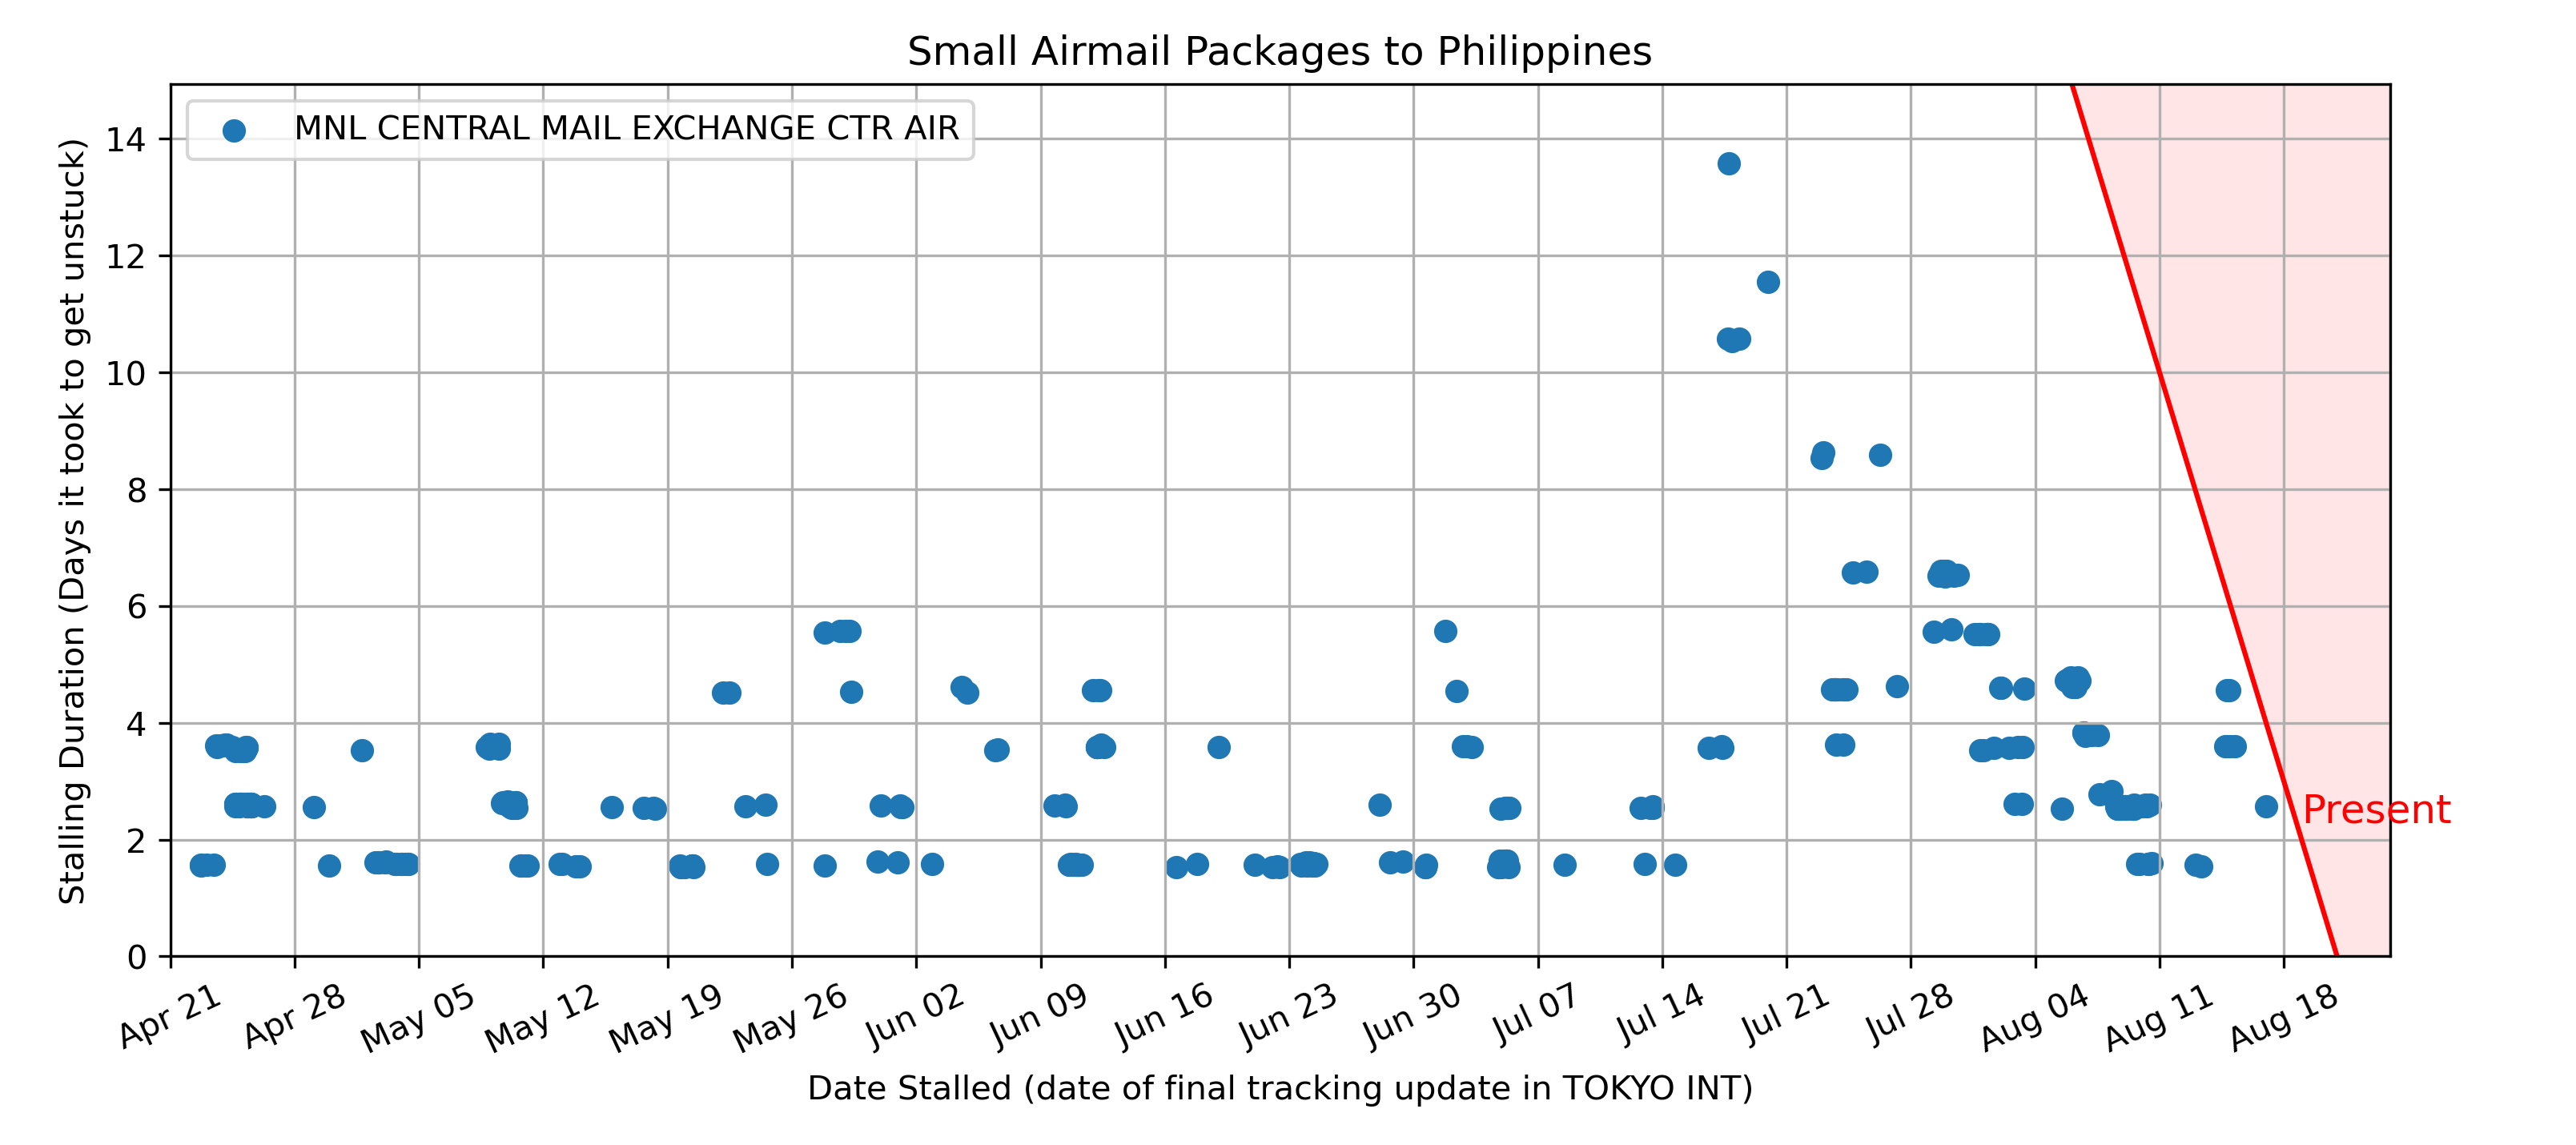 Small Airmail Packages to Philippines
MNL CENTRAL MAIL EXCHANGE CTR AIR
Stalling Duration (Days it took to get unstuck)
14
12
10
8
6
4
2
0
Present
Apr 21
Apr 28
May 05
May 12
May 19
May 26
Jun 02
Jun 09
Jun 16
Jun 23
Jun 30
Jul 07
Jul 14
Jul 21
Jul 28
Aug 04
Aug 11
Aug 18
Date Stalled (date of final tracking update in TOKYO INT)